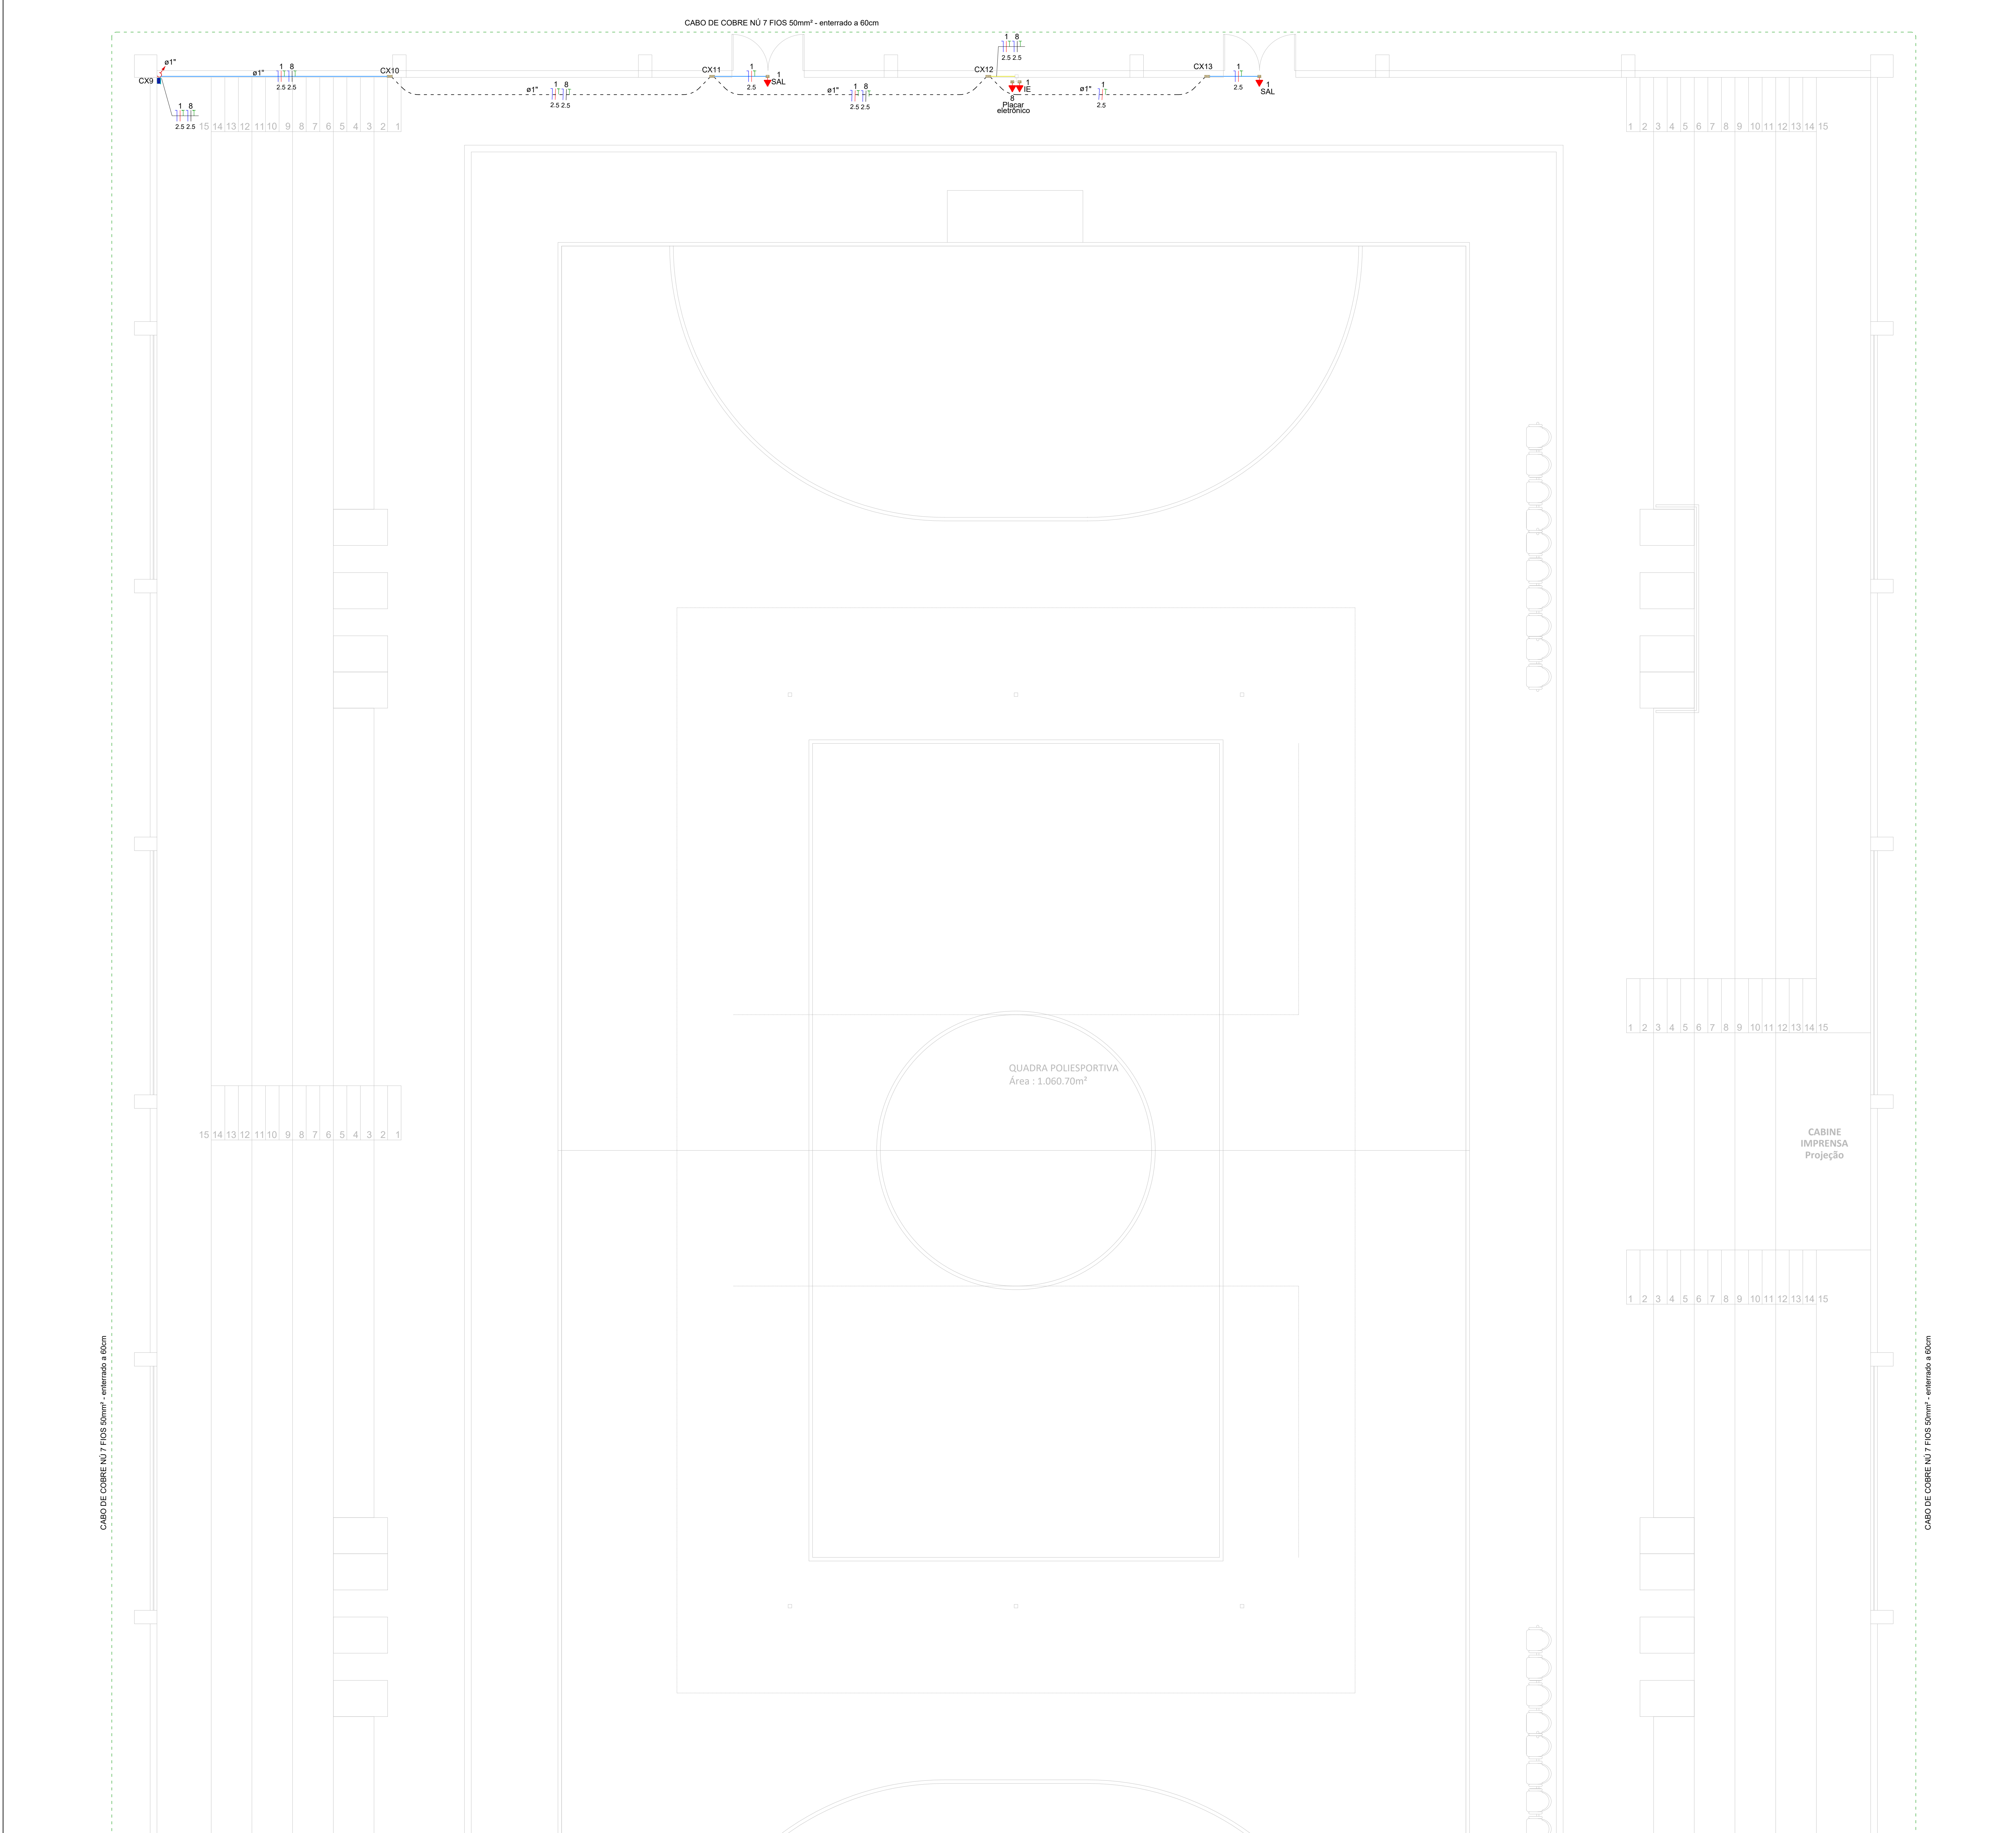 CABO DE COBRE NÚ 7 FIOS 50mm² - enterrado a 60cm
1 8
2.5 2.5
ø1"
CX9
ø1"
1 8
2.5 2.5
CX10
1 8
2.5 2.5
ø1"
1 8
2.5 2.5
CX11
1
2.5
1
SAL
ø1"
1 8
2.5 2.5
CX12
1
IE
8
Placar
eletrônico
ø1"
1
2.5
CX13
1
2.5
1
SAL
15 14 13 12 11 10 9 8 7 6 5 4 3 2 1
1 2 3 4 5 6 7 8 9 10 11 12 13 14 15
1 2 3 4 5 6 7 8 9 10 11 12 13 14 15
QUADRA POLIESPORTIVA
Área : 1.060.70m²
15 14 13 12 11 10 9 8 7 6 5 4 3 2 1
CABINE
IMPRENSA
Projeção
1 2 3 4 5 6 7 8 9 10 11 12 13 14 15
CABO DE COBRE NÚ 7 FIOS 50mm² - enterrado a 60cm
CABO DE COBRE NÚ 7 FIOS 50mm² - enterrado a 60cm